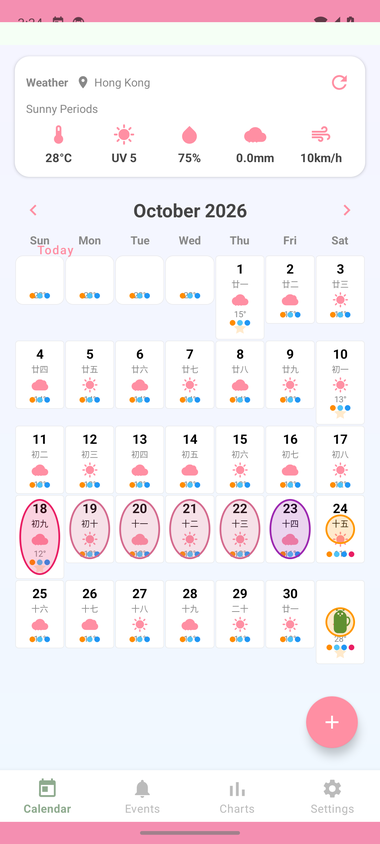 Weather Hong Kong
Sunny Periods
28°C UV 5 75% 0.0mm 10km/h
October 2026
Sun Mon Tue Wed Thu Fri Sat
Today
1 2 3
廿一 廿二 廿三
15°
4 5 6 7 8 9 10
廿四 廿五 廿六 廿七 廿八 廿九 初一
13°
11 12 13 14 15 16 17
初二 初三 初四 初五 初六 初七 初八
18 19 20 21 22 23 24
初九 初十 十一 十二 十三 十四 十五
12°
25 26 27 28 29 30
十六 十七 十八 十九 二十 廿一
28°
+
Calendar Events Charts Settings